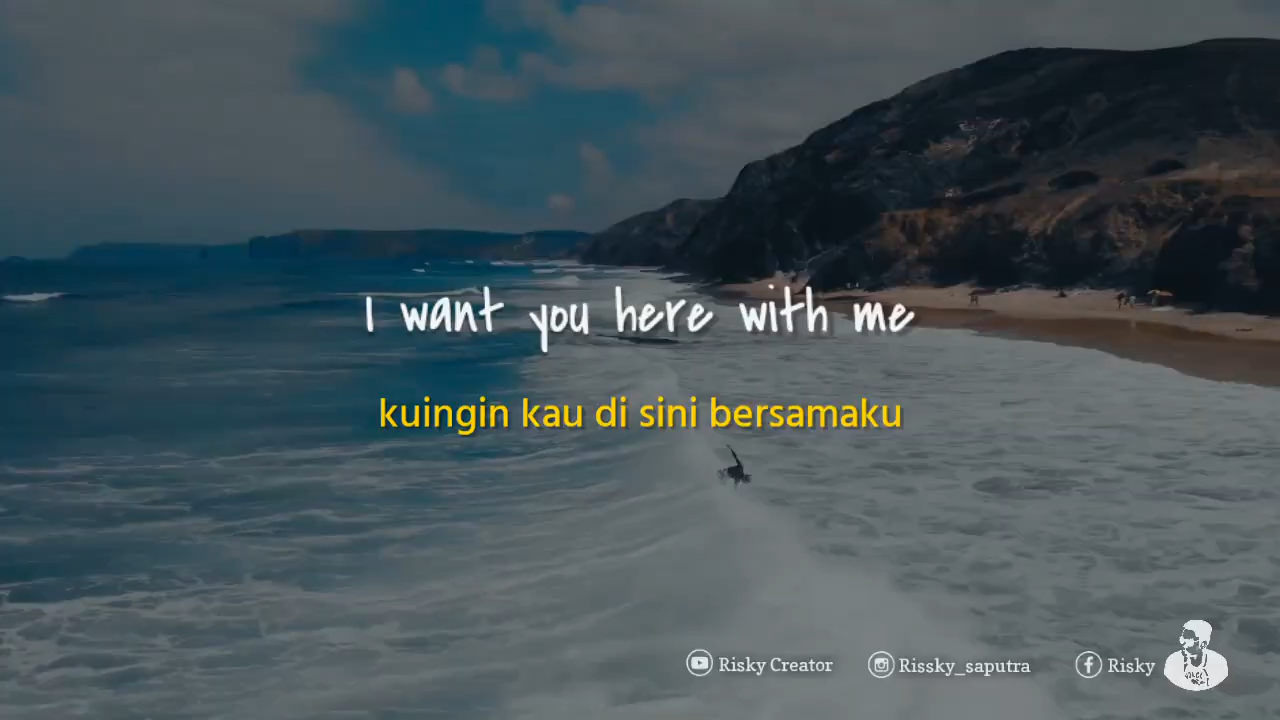 I want you here with me
kuingin kau di sini bersamaku
Risky Creator Rissky_saputra Risky